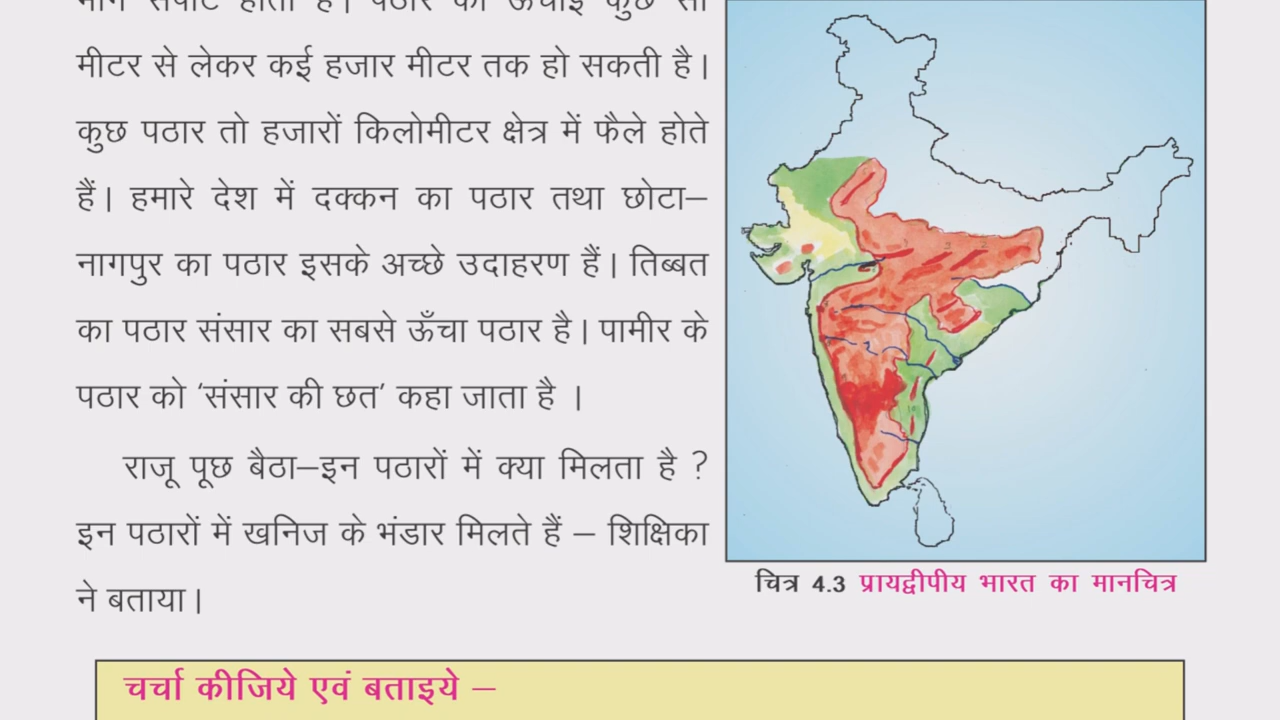 भाग सपाट होता है। पठार की ऊँचाई कुछ सौ
मीटर से लेकर कई हजार मीटर तक हो सकती है।
कुछ पठार तो हजारों किलोमीटर क्षेत्र में फैले होते
हैं। हमारे देश में दक्कन का पठार तथा छोटा–
नागपुर का पठार इसके अच्छे उदाहरण हैं। तिब्बत
का पठार संसार का सबसे ऊँचा पठार है। पामीर के
पठार को ‘संसार की छत’ कहा जाता है ।
राजू पूछ बैठा–इन पठारों में क्या मिलता है ?
इन पठारों में खनिज के भंडार मिलते हैं – शिक्षिका
ने बताया।
चित्र 4.3 प्रायद्वीपीय भारत का मानचित्र
चर्चा कीजिये एवं बताइये –